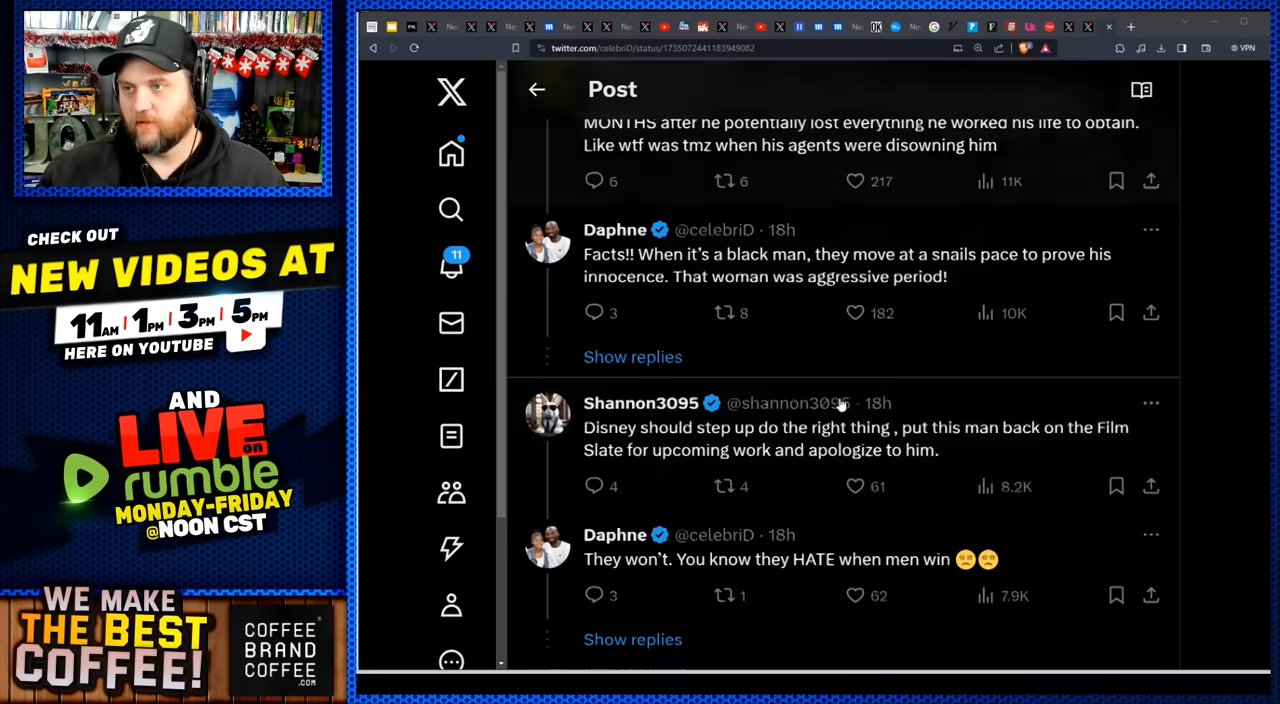 twitter.com/celebriD/status/1735072441183949082
VPN
Post
MONTHS after he potentially lost everything he worked his life to obtain.
Like wtf was tmz when his agents were disowning him
6 6 217 11K
Daphne @celebriD · 18h
Facts!! When it's a black man, they move at a snails pace to prove his
innocence. That woman was aggressive period!
3 8 182 10K
Show replies
Shannon3095 @shannon3095 · 18h
Disney should step up do the right thing , put this man back on the Film
Slate for upcoming work and apologize to him.
4 4 61 8.2K
Daphne @celebriD · 18h
They won't. You know they HATE when men win
3 1 62 7.9K
Show replies
11
CHECK OUT
NEW VIDEOS AT
11AM | 1PM | 3PM | 5PM
HERE ON YOUTUBE
AND
LIVE on
rumble
MONDAY-FRIDAY
@NOON CST
WE MAKE
THE BEST
COFFEE!
COFFEE
BRAND
COFFEE
.COM